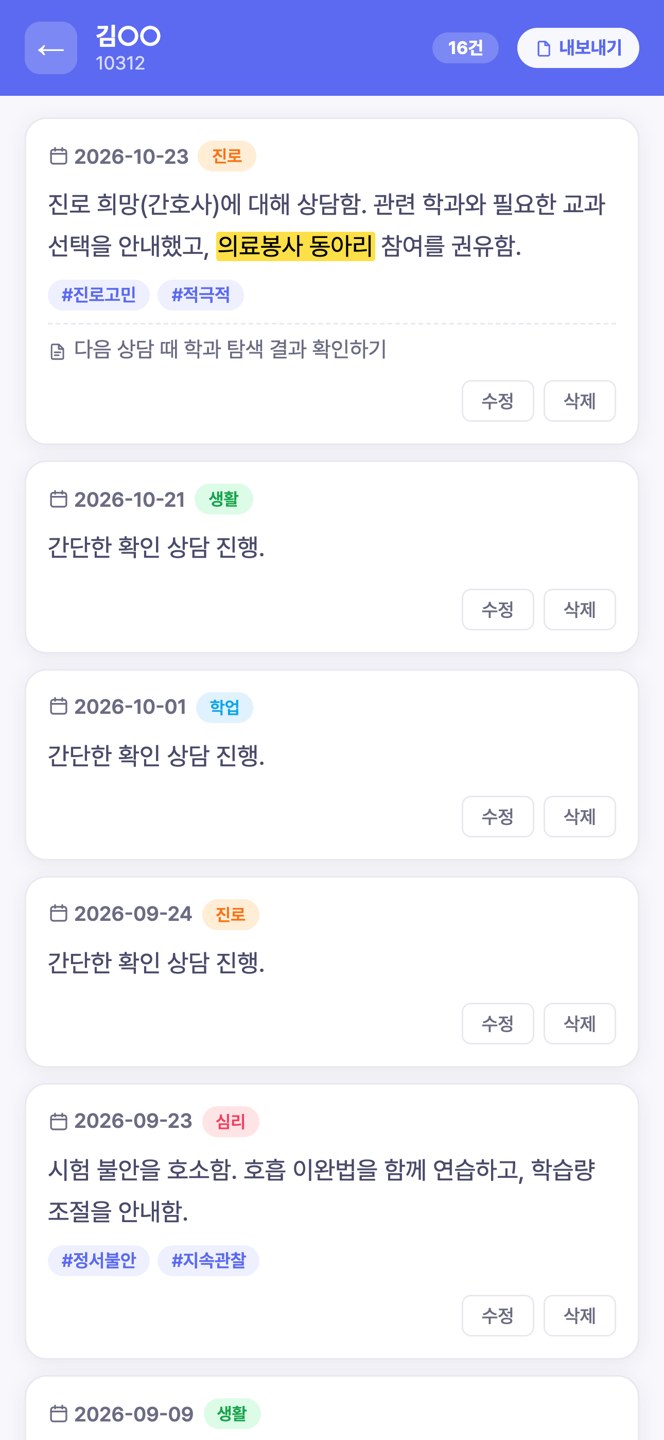 ←
김○○
10312
16건
내보내기
2026-10-23 진로
진로 희망(간호사)에 대해 상담함. 관련 학과와 필요한 교과
선택을 안내했고, 의료봉사 동아리 참여를 권유함.
#진로고민 #적극적
다음 상담 때 학과 탐색 결과 확인하기
수정 삭제
2026-10-21 생활
간단한 확인 상담 진행.
수정 삭제
2026-10-01 학업
간단한 확인 상담 진행.
수정 삭제
2026-09-24 진로
간단한 확인 상담 진행.
수정 삭제
2026-09-23 심리
시험 불안을 호소함. 호흡 이완법을 함께 연습하고, 학습량
조절을 안내함.
#정서불안 #지속관찰
수정 삭제
2026-09-09 생활